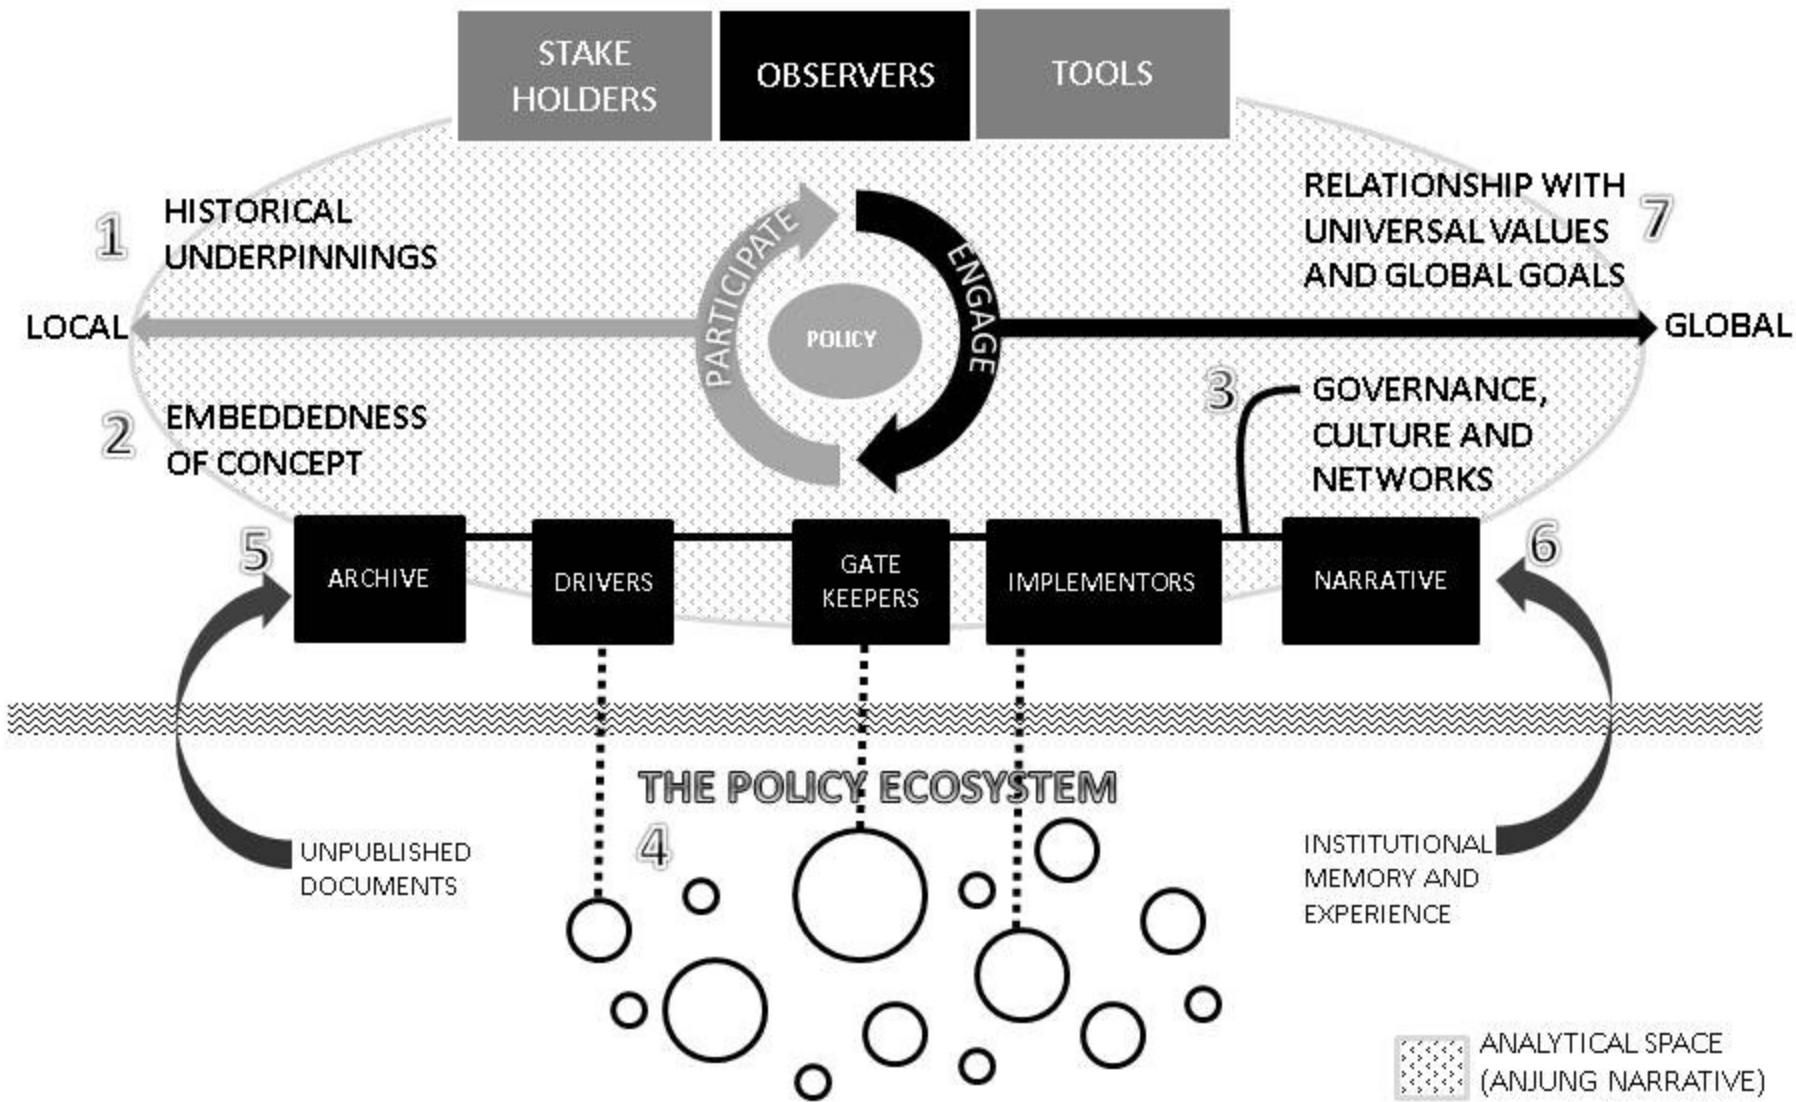 STAKE
HOLDERS
OBSERVERS
TOOLS
1
HISTORICAL
UNDERPINNINGS
PARTICIPATE
ENGAGE
POLICY
RELATIONSHIP WITH
UNIVERSAL VALUES
AND GLOBAL GOALS
7
LOCAL
GLOBAL
2
EMBEDDEDNESS
OF CONCEPT
3
GOVERNANCE,
CULTURE AND
NETWORKS
5
ARCHIVE
DRIVERS
GATE
KEEPERS
IMPLEMENTORS
NARRATIVE
6
THE POLICY ECOSYSTEM
4
UNPUBLISHED
DOCUMENTS
INSTITUTIONAL
MEMORY AND
EXPERIENCE
ANALYTICAL SPACE
(ANJUNG NARRATIVE)